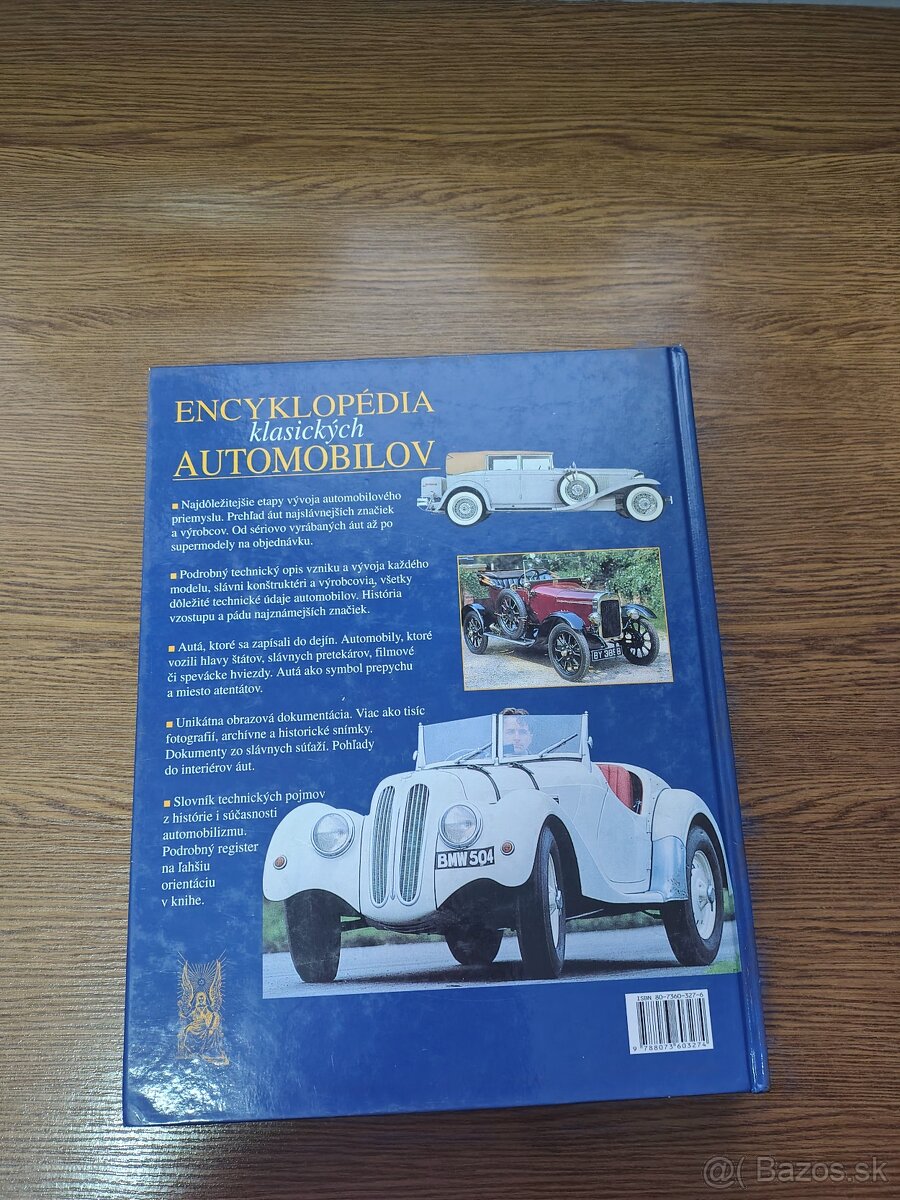 ENCYKLOPÉDIA
klasických
AUTOMOBILOV
▪ Najdôležitejšie etapy vývoja automobilového
priemyslu. Prehľad áut najslávnejších značiek
a výrobcov. Od sériovo vyrábaných áut až po
supermodely na objednávku.
▪ Podrobný technický opis vzniku a vývoja každého
modelu, slávni konštruktéri a výrobcovia, všetky
dôležité technické údaje automobilov. História
vzostupu a pádu najznámejších značiek.
▪ Autá, ktoré sa zapísali do dejín. Automobily, ktoré
vozili hlavy štátov, slávnych pretekárov, filmové
či spevácke hviezdy. Autá ako symbol prepychu
a miesto atentátov.
▪ Unikátna obrazová dokumentácia. Viac ako tisíc
fotografií, archívne a historické snímky.
Dokumenty zo slávnych súťaží. Pohľady
do interiérov áut.
▪ Slovník technických pojmov
z histórie i súčasnosti
automobilizmu.
Podrobný register
na ľahšiu
orientáciu
v knihe.
BMW 504
ISBN 80-7360-327-6
9 788073 603274
@( Bazos.sk